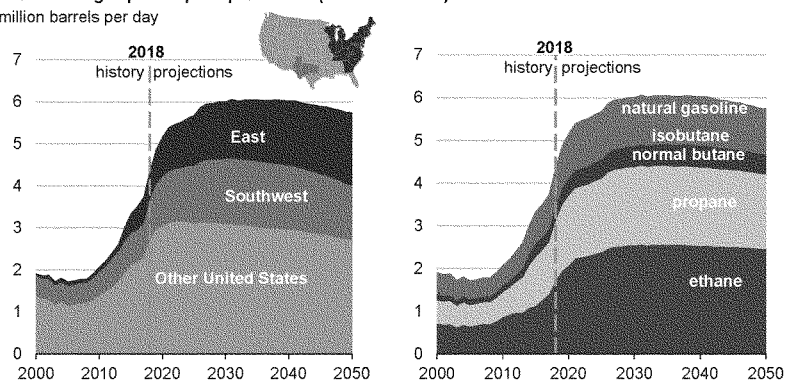 million barrels per day
2018
history projections
7
6
5
4
3
2
1
0
East
Southwest
Other United States
2000 2010 2020 2030 2040 2050
2018
history projections
7
6
5
4
3
2
1
0
natural gasoline
isobutane
normal butane
propane
ethane
2000 2010 2020 2030 2040 2050